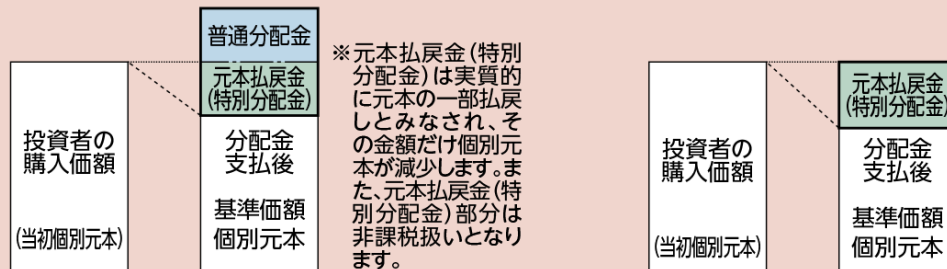 普通分配金
元本払戻金
(特別分配金)
投資者の
購入価額
(当初個別元本)
分配金
支払後
基準価額
個別元本
※元本払戻金(特別
分配金)は実質的
に元本の一部払戻
しとみなされ、そ
の金額だけ個別元
本が減少します。ま
た、元本払戻金(特
別分配金)部分は
非課税扱いとなり
ます。
投資者の
購入価額
(当初個別元本)
元本払戻金
(特別分配金)
分配金
支払後
基準価額
個別元本